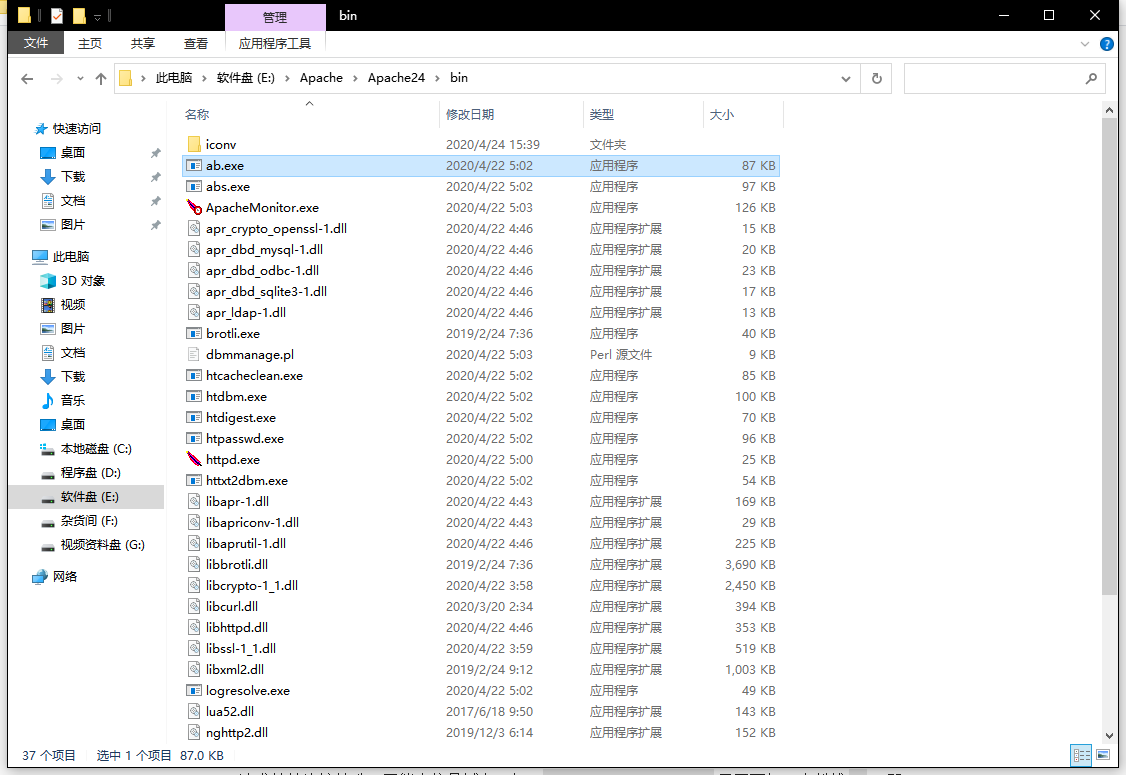 管理 bin
文件 主页 共享 查看 应用程序工具
此电脑 软件盘 (E:) Apache Apache24 bin
名称 修改日期 类型 大小
快速访问
桌面
下载
文档
图片
此电脑
3D 对象
视频
图片
文档
下载
音乐
桌面
本地磁盘 (C:)
程序盘 (D:)
软件盘 (E:)
杂货间 (F:)
视频资料盘 (G:)
网络
iconv 2020/4/24 15:39 文件夹
ab.exe 2020/4/22 5:02 应用程序 87 KB
abs.exe 2020/4/22 5:02 应用程序 97 KB
ApacheMonitor.exe 2020/4/22 5:03 应用程序 126 KB
apr_crypto_openssl-1.dll 2020/4/22 4:46 应用程序扩展 15 KB
apr_dbd_mysql-1.dll 2020/4/22 4:46 应用程序扩展 20 KB
apr_dbd_odbc-1.dll 2020/4/22 4:46 应用程序扩展 23 KB
apr_dbd_sqlite3-1.dll 2020/4/22 4:46 应用程序扩展 17 KB
apr_ldap-1.dll 2020/4/22 4:46 应用程序扩展 13 KB
brotli.exe 2019/2/24 7:36 应用程序 40 KB
dbmmanage.pl 2020/4/22 5:03 Perl 源文件 9 KB
htcacheclean.exe 2020/4/22 5:02 应用程序 85 KB
htdbm.exe 2020/4/22 5:02 应用程序 100 KB
htdigest.exe 2020/4/22 5:02 应用程序 70 KB
htpasswd.exe 2020/4/22 5:02 应用程序 96 KB
httpd.exe 2020/4/22 5:00 应用程序 25 KB
httxt2dbm.exe 2020/4/22 5:02 应用程序 54 KB
libapr-1.dll 2020/4/22 4:43 应用程序扩展 169 KB
libapriconv-1.dll 2020/4/22 4:43 应用程序扩展 29 KB
libaprutil-1.dll 2020/4/22 4:46 应用程序扩展 225 KB
libbrotli.dll 2019/2/24 7:36 应用程序扩展 3,690 KB
libcrypto-1_1.dll 2020/4/22 3:58 应用程序扩展 2,450 KB
libcurl.dll 2020/3/20 2:34 应用程序扩展 394 KB
libhttpd.dll 2020/4/22 4:46 应用程序扩展 353 KB
libssl-1_1.dll 2020/4/22 3:59 应用程序扩展 519 KB
libxml2.dll 2019/2/24 9:12 应用程序扩展 1,003 KB
logresolve.exe 2020/4/22 5:02 应用程序 49 KB
lua52.dll 2017/6/18 9:50 应用程序扩展 143 KB
nghttp2.dll 2019/12/3 6:14 应用程序扩展 152 KB
37 个项目 选中 1 个项目 87.0 KB